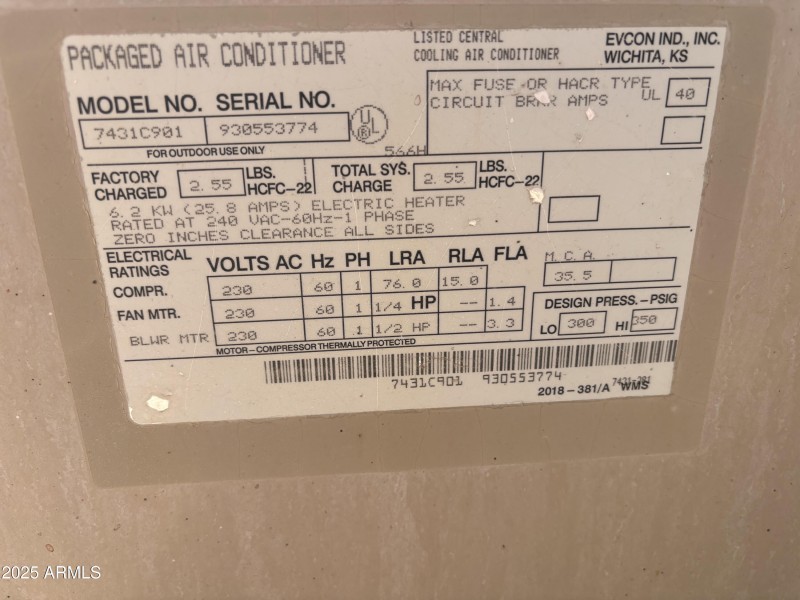 PACKAGED AIR CONDITIONER
LISTED CENTRAL
COOLING AIR CONDITIONER
EVCON IND., INC.
WICHITA, KS
MODEL NO. SERIAL NO.
7431C901 930553774
FOR OUTDOOR USE ONLY
UL
566H
MAX FUSE OR HACR TYPE
CIRCUIT BRKR AMPS UL 40
FACTORY CHARGED 2.55 LBS. HCFC-22
TOTAL SYS. CHARGE 2.55 LBS. HCFC-22
6.2 KW (25.8 AMPS) ELECTRIC HEATER
RATED AT 240 VAC-60Hz-1 PHASE
ZERO INCHES CLEARANCE ALL SIDES
ELECTRICAL RATINGS VOLTS AC Hz PH LRA RLA FLA
COMPR. 230 60 1 76.0 15.0
FAN MTR. 230 60 1 1/4 HP -- 1.4
BLWR MTR 230 60 1 1/2 HP -- 3.3
MOTOR-COMPRESSOR THERMALLY PROTECTED
M.C.A.
35.5
DESIGN PRESS.-PSIG
LO 300 HI 350
7431C901 930553774
2018-381/A WMS
2025 ARMLS